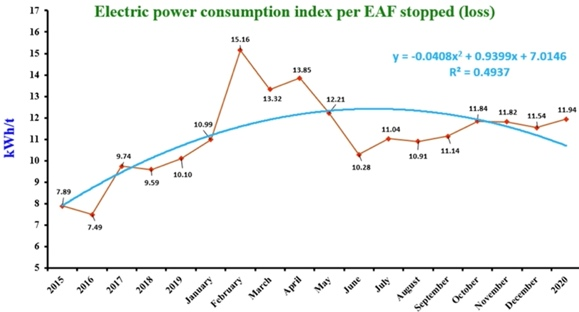 Electric power consumption index per EAF stopped (loss)
17
16
15
14
13
12
11
10
9
8
7
6
5
kWh/t
y = -0.0408x² + 0.9399x + 7.0146
R² = 0.4937
7.89
7.49
9.74
9.59
10.10
10.99
15.16
13.32
13.85
12.21
10.28
11.04
10.91
11.14
11.84
11.82
11.54
11.94
2015
2016
2017
2018
2019
January
February
March
April
May
June
July
August
September
October
November
December
2020